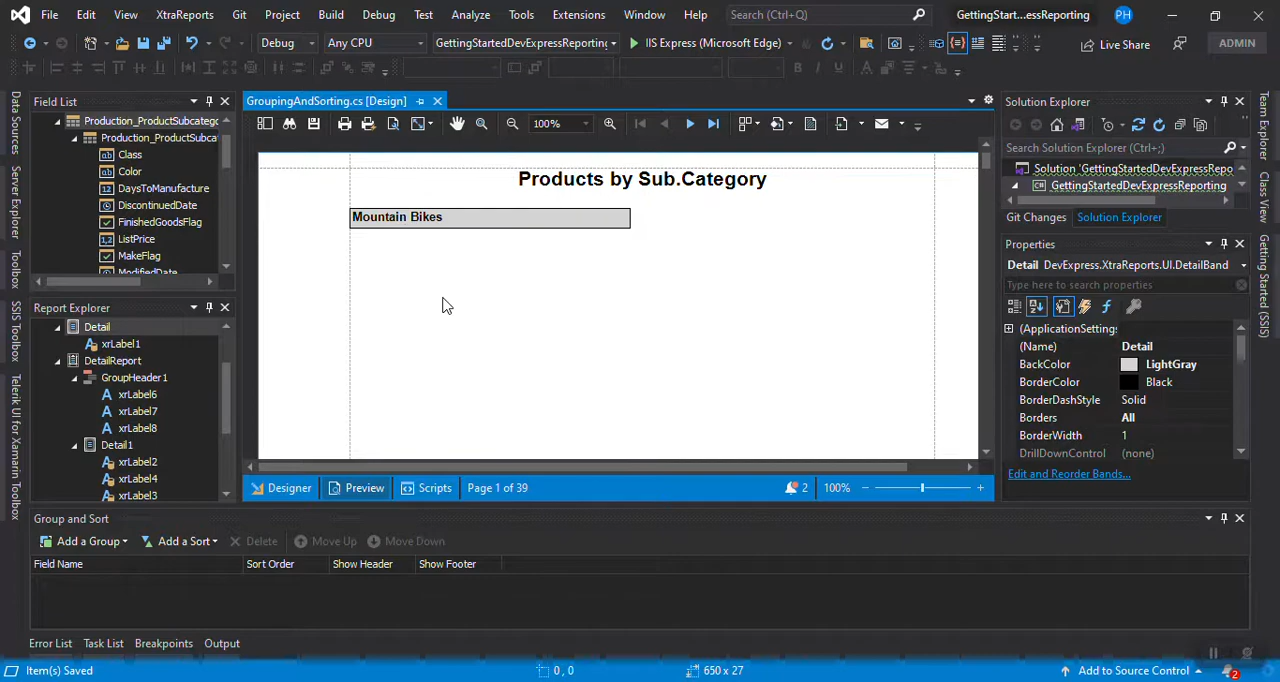 File Edit View XtraReports Git Project Build Debug Test Analyze Tools Extensions Window Help Search (Ctrl+Q) GettingStart...essReporting PH
Debug Any CPU GettingStartedDevExpressReporting IIS Express (Microsoft Edge) Live Share ADMIN
B I U
Data Sources
Server Explorer
Toolbox
SSIS Toolbox
Telerik UI for Xamarin Toolbox
Field List
Production_ProductSubcatego
Production_ProductSubcat
Class
Color
DaysToManufacture
DiscontinuedDate
FinishedGoodsFlag
ListPrice
MakeFlag
ModifiedDate
Report Explorer
Detail
xrLabel1
DetailReport
GroupHeader1
xrLabel6
xrLabel7
xrLabel8
Detail1
xrLabel2
xrLabel4
xrLabel3
GroupingAndSorting.cs [Design]
100%
Products by Sub.Category
Mountain Bikes
Designer Preview Scripts Page 1 of 39 2 100%
Solution Explorer
Search Solution Explorer (Ctrl+;)
Solution 'GettingStartedDevExpressRepo
GettingStartedDevExpressReporting
Git Changes Solution Explorer
Properties
Detail DevExpress.XtraReports.UI.DetailBand
Type here to search properties
(ApplicationSettings
(Name) Detail
BackColor LightGray
BorderColor Black
BorderDashStyle Solid
Borders All
BorderWidth 1
DrillDownControl (none)
Edit and Reorder Bands...
Team Explorer
Class View
Getting Started (SSIS)
Group and Sort
Add a Group Add a Sort Delete Move Up Move Down
Field Name Sort Order Show Header Show Footer
Error List Task List Breakpoints Output
Item(s) Saved 0, 0 650 x 27 Add to Source Control 2